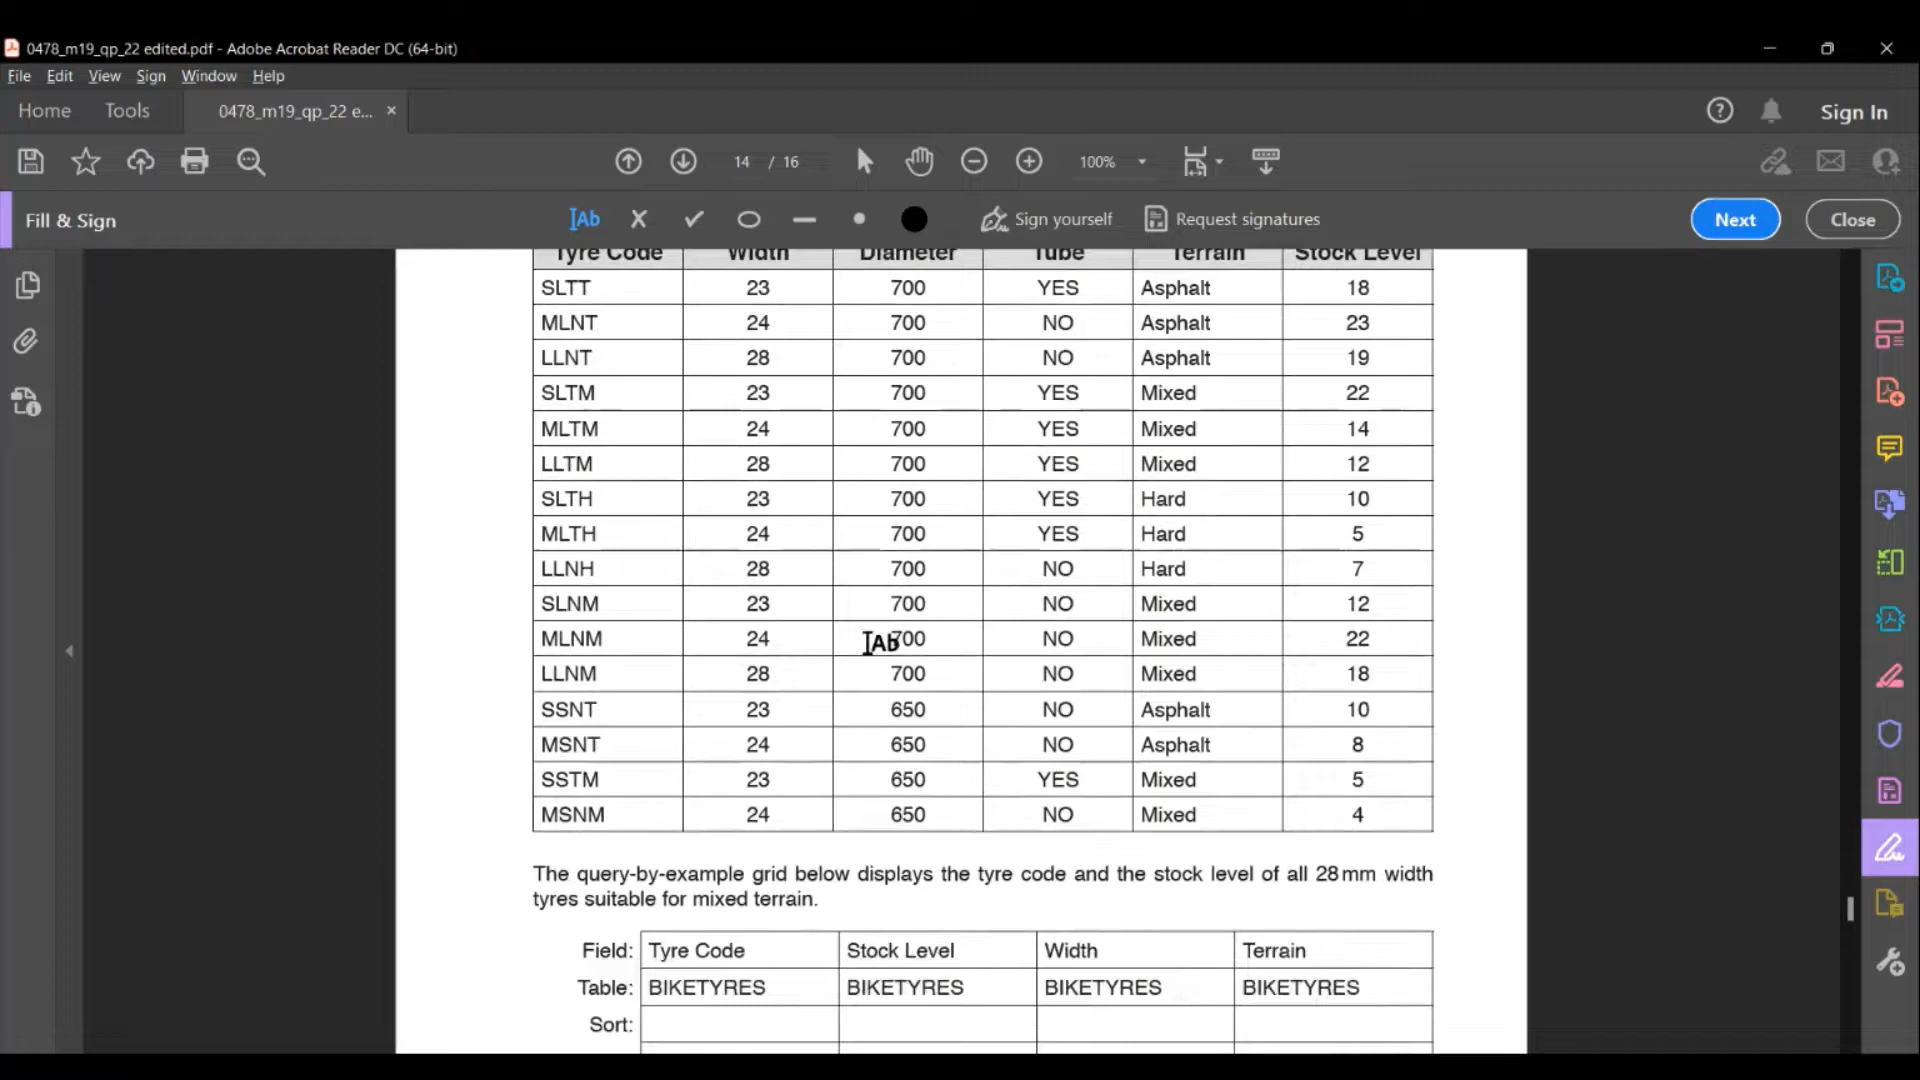 0478_m19_qp_22 edited.pdf - Adobe Acrobat Reader DC (64-bit)
File Edit View Sign Window Help
Home Tools 0478_m19_qp_22 e... × Sign In
14 / 16 100%
Fill & Sign Ab Sign yourself Request signatures Next Close
Tyre Code Width Diameter Tube Terrain Stock Level
SLTT 23 700 YES Asphalt 18
MLNT 24 700 NO Asphalt 23
LLNT 28 700 NO Asphalt 19
SLTM 23 700 YES Mixed 22
MLTM 24 700 YES Mixed 14
LLTM 28 700 YES Mixed 12
SLTH 23 700 YES Hard 10
MLTH 24 700 YES Hard 5
LLNH 28 700 NO Hard 7
SLNM 23 700 NO Mixed 12
MLNM 24 Ab 700 NO Mixed 22
LLNM 28 700 NO Mixed 18
SSNT 23 650 NO Asphalt 10
MSNT 24 650 NO Asphalt 8
SSTM 23 650 YES Mixed 5
MSNM 24 650 NO Mixed 4
The query-by-example grid below displays the tyre code and the stock level of all 28 mm width
tyres suitable for mixed terrain.
Field: Tyre Code Stock Level Width Terrain
Table: BIKETYRES BIKETYRES BIKETYRES BIKETYRES
Sort: